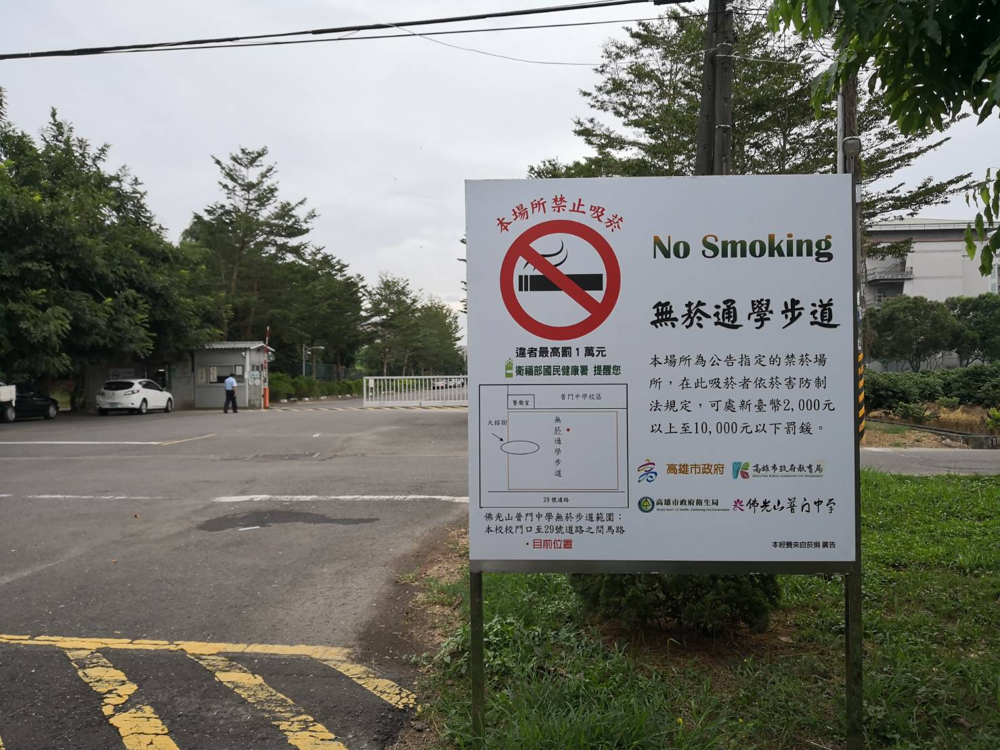 本場所禁止吸菸
違者最高罰1萬元
衛福部國民健康署 提醒您
普門中學校區
警衛室
大榕樹
無菸通學步道
29號道路
佛光山普門中學無菸步道範圍：
本校校門口至29號道路之間馬路
•目前位置
No Smoking
無菸通學步道
本場所為公告指定的禁菸場
所，在此吸菸者依菸害防制
法規定，可處新臺幣2,000元
以上至10,000元以下罰鍰。
高雄市政府
高雄市政府教育局
EDUCATION BUREAU KAOHSIUNG CITY GOVERNMENT
高雄市政府衛生局
Department of Health, Kaohsiung City Government
佛光山普門中學
本經費來自菸捐 廣告